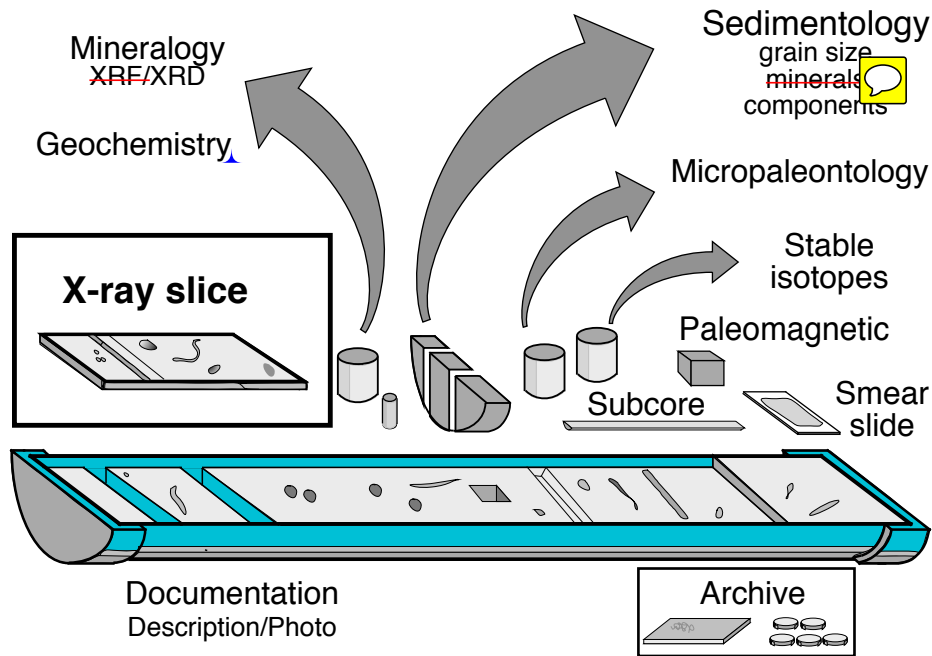 Mineralogy
XRF/XRD
Geochemistry
Sedimentology
grain size
minerals
components
Micropaleontology
Stable
isotopes
X-ray slice
Paleomagnetic
Subcore
Smear
slide
Documentation
Description/Photo
Archive